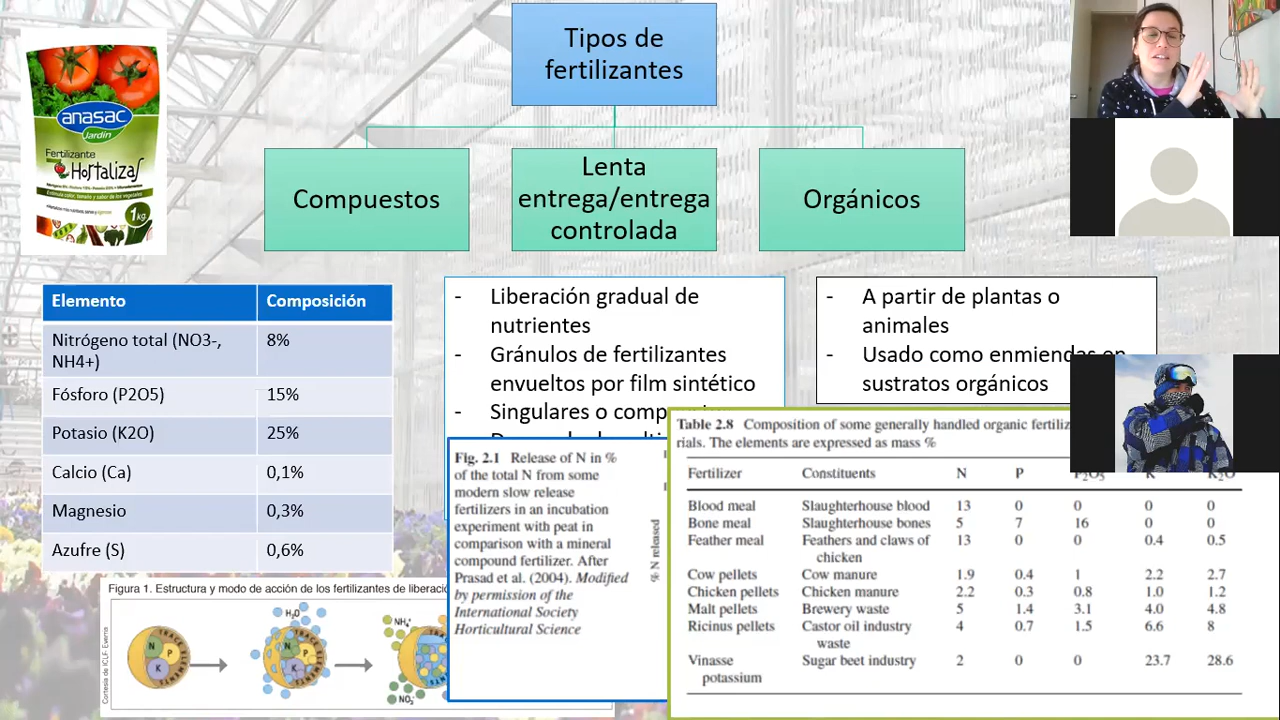 Tipos de
fertilizantes
anasac
Jardín
Fertilizante
Hortalizas
1 kg
Compuestos
Lenta
entrega/entrega
controlada
Orgánicos
Elemento Composición
Nitrógeno total (NO3-, 8%
NH4+)
Fósforo (P2O5) 15%
Potasio (K2O) 25%
Calcio (Ca) 0,1%
Magnesio 0,3%
Azufre (S) 0,6%
- Liberación gradual de
nutrientes
- Gránulos de fertilizantes
envueltos por film sintético
- Singulares o
- A partir de plantas o
animales
- Usado como enmiendas en
sustratos orgánicos
Figura 1. Estructura y modo de acción de los fertilizantes de
Cortesía de ICL-F. Everris
N P K
H₂O
N P K
NH₄⁺
NO₃⁻
Fig. 2.1 Release of N in %
of the total N from some
modern slow release
fertilizers in an incubation
experiment with peat in
comparison with a mineral
compound fertilizer. After
Prasad et al. (2004). Modified
by permission of the
International Society
Horticultural Science
% N released
Table 2.8 Composition of some generally handled organic
rials. The elements are expressed as mass %
Fertilizer Constituents N P P₂O₅ K K₂O
Blood meal Slaughterhouse blood 13 0 0 0 0
Bone meal Slaughterhouse bones 5 7 16 0 0
Feather meal Feathers and claws of 13 0 0 0.4 0.5
chicken
Cow pellets Cow manure 1.9 0.4 1 2.2 2.7
Chicken pellets Chicken manure 2.2 0.3 0.8 1.0 1.2
Malt pellets Brewery waste 5 1.4 3.1 4.0 4.8
Ricinus pellets Castor oil industry 4 0.7 1.5 6.6 8
waste
Vinasse Sugar beet industry 2 0 0 23.7 28.6
potassium